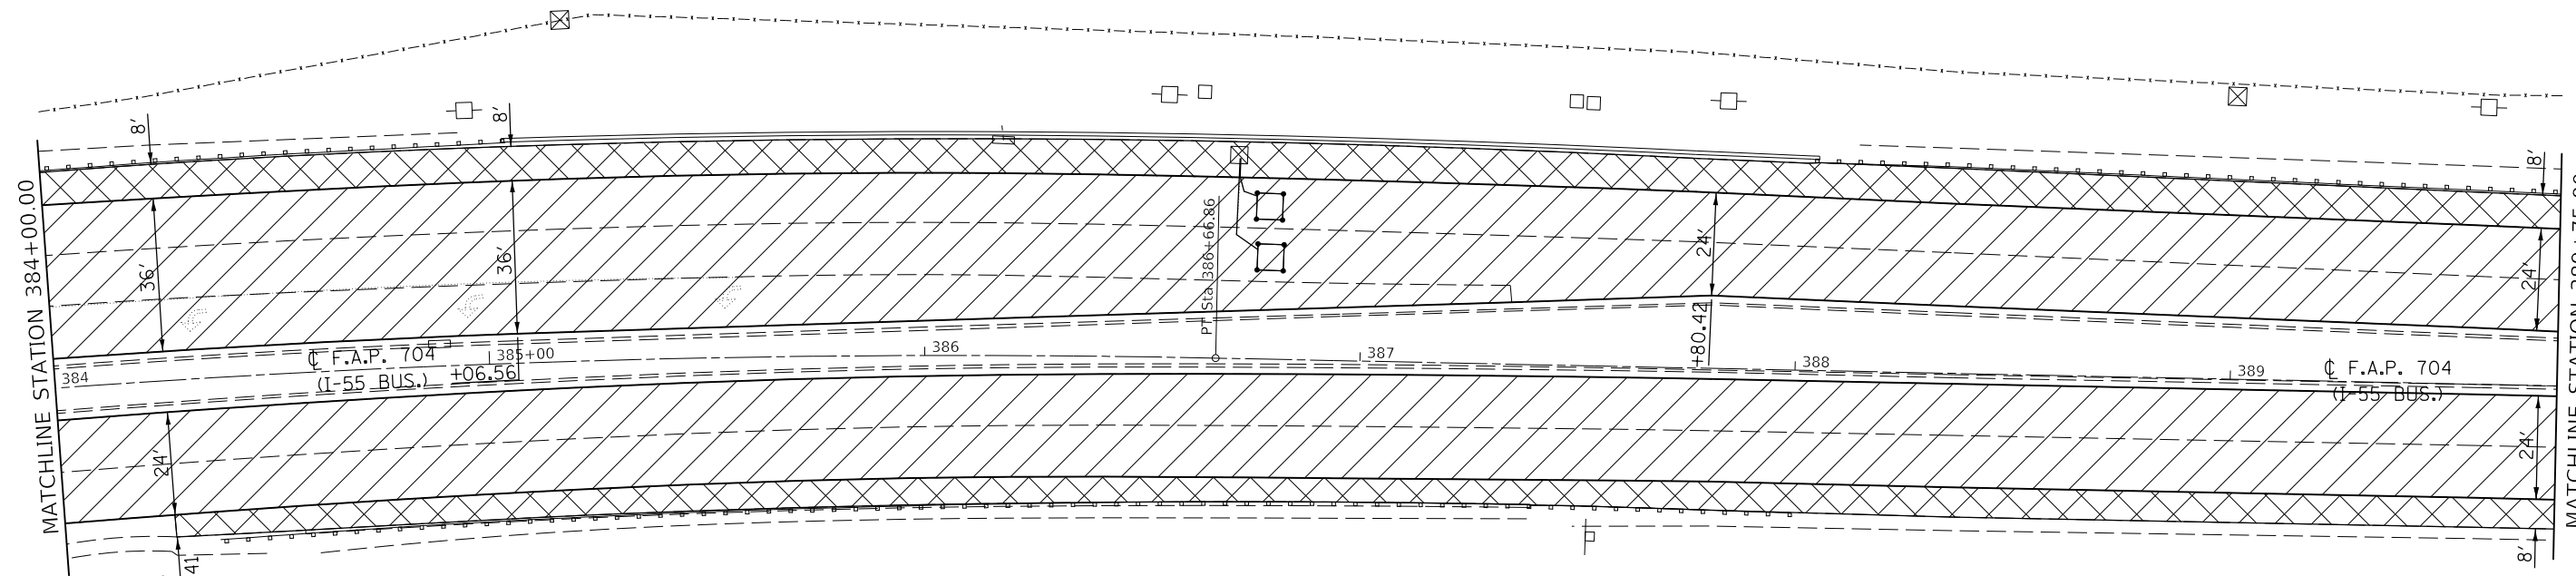 MATCHLINE STATION 384+00.00
8'
8'
8'
36'
36'
24'
24'
PT Sta 386+66.86
+80.42
384
℄ F.A.P. 704
(I-55 BUS.)
385+00
+06.56
386
387
388
389
℄ F.A.P. 704
(I-55 BUS.)
24'
24'
41
8'
MATCHLINE STATION